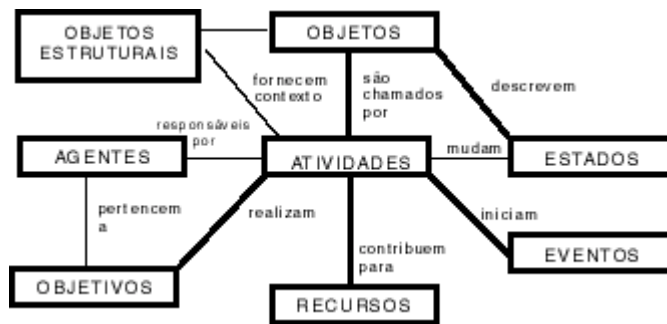 OBJETOS
ESTRUTURAIS
OBJETOS
fornecem
contexto
são
chamados
por
descrevem
responsáveis
por
AGENTES
ATIVIDADES
mudam
ESTADOS
pertencem
a
realizam
iniciam
contribuem
para
EVENTOS
OBJETIVOS
RECURSOS